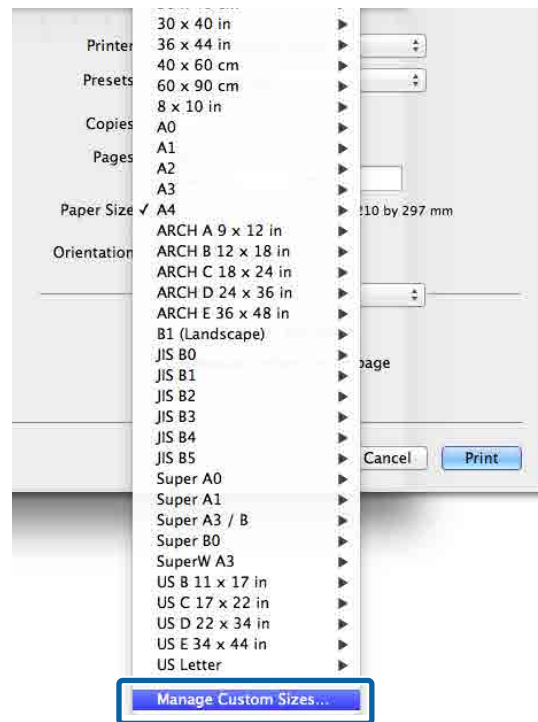 30 x 40 in
Printer
36 x 44 in
40 x 60 cm
Presets
60 x 90 cm
8 x 10 in
Copies
A0
A1
Pages
A2
A3
Paper Size ✓ A4 210 by 297 mm
ARCH A 9 x 12 in
Orientation
ARCH B 12 x 18 in
ARCH C 18 x 24 in
ARCH D 24 x 36 in
ARCH E 36 x 48 in
B1 (Landscape)
JIS B0
page
JIS B1
JIS B2
JIS B3
JIS B4
JIS B5
Cancel Print
Super A0
Super A1
Super A3 / B
Super B0
SuperW A3
US B 11 x 17 in
US C 17 x 22 in
US D 22 x 34 in
US E 34 x 44 in
US Letter
Manage Custom Sizes...